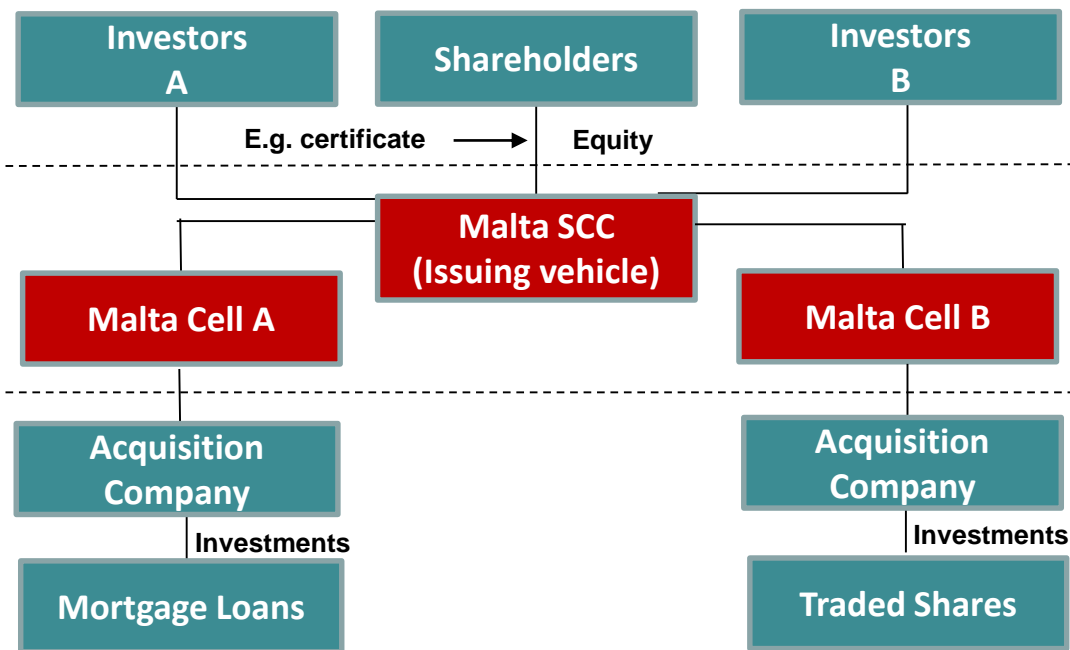 Investors
A
Shareholders
Investors
B
E.g. certificate
Equity
Malta SCC
(Issuing vehicle)
Malta Cell A
Malta Cell B
Acquisition
Company
Acquisition
Company
Investments
Investments
Mortgage Loans
Traded Shares